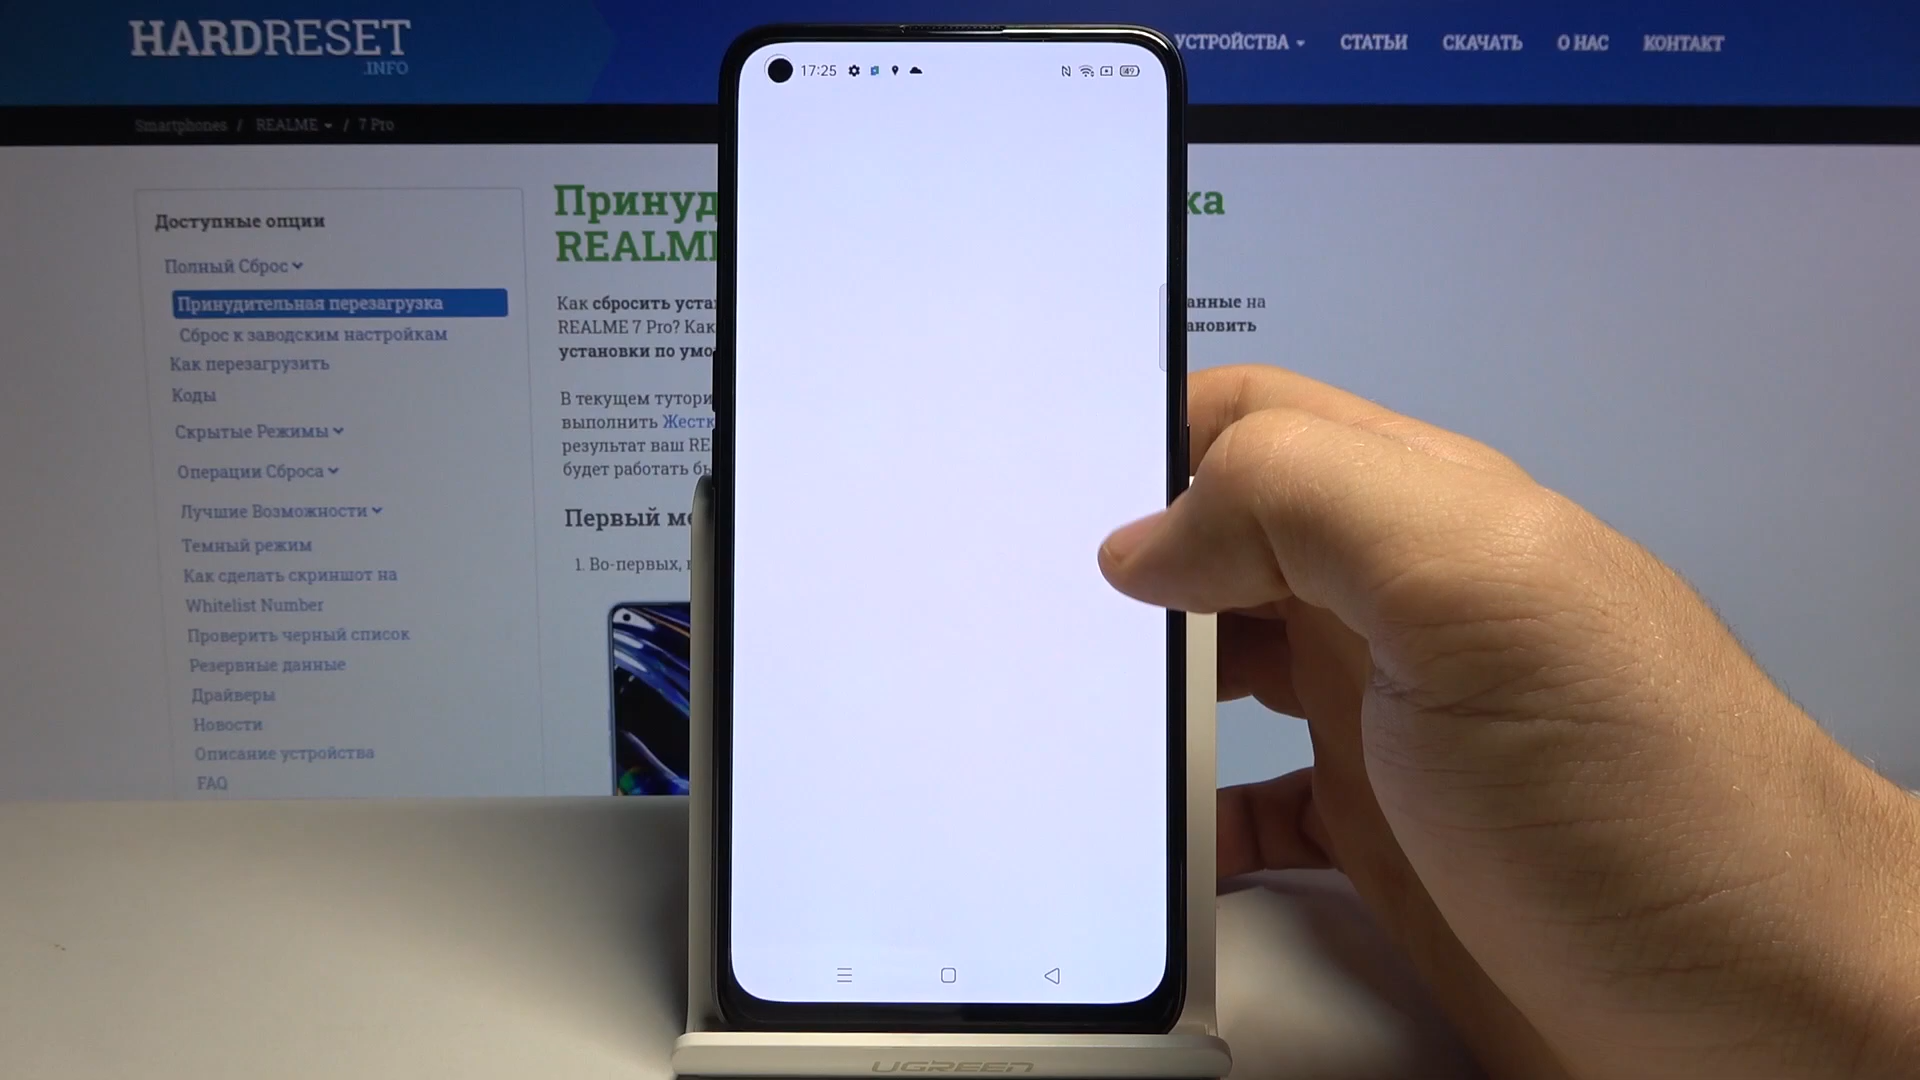 HARDRESET
.INFO
УСТРОЙСТВА СТАТЬИ СКАЧАТЬ О НАС КОНТАКТ
Smartphones / REALME / 7 Pro
Доступные опции
Полный Сброс
Принудительная перезагрузка
Сброс к заводским настройкам
Как перезагрузить
Коды
Скрытые Режимы
Операции Сброса
Лучшие Возможности
Темный режим
Как сделать скриншот на
Whitelist Number
Проверить черный список
Резервные данные
Драйверы
Новости
Описание устройства
FAQ
Принуд ка
REALM
Как сбросить уста анные на
REALME 7 Pro? Как ановить
установки по умо
В текущем тутори
выполнить Жестк
результат ваш RE
будет работать бы
Первый ме
1. Во-первых,
17:25
49
UGREEN